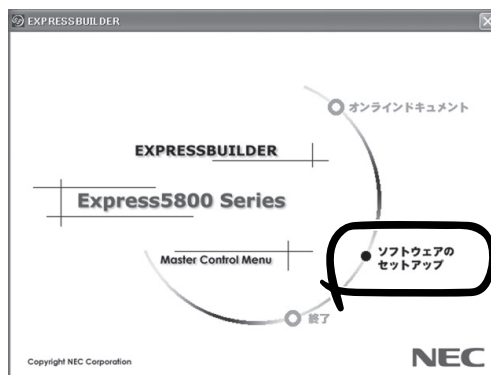 EXPRESSBUILDER
オンラインドキュメント
EXPRESSBUILDER
Express5800 Series
ソフトウェアの
セットアップ
Master Control Menu
終了
Copyright NEC Corporation
NEC